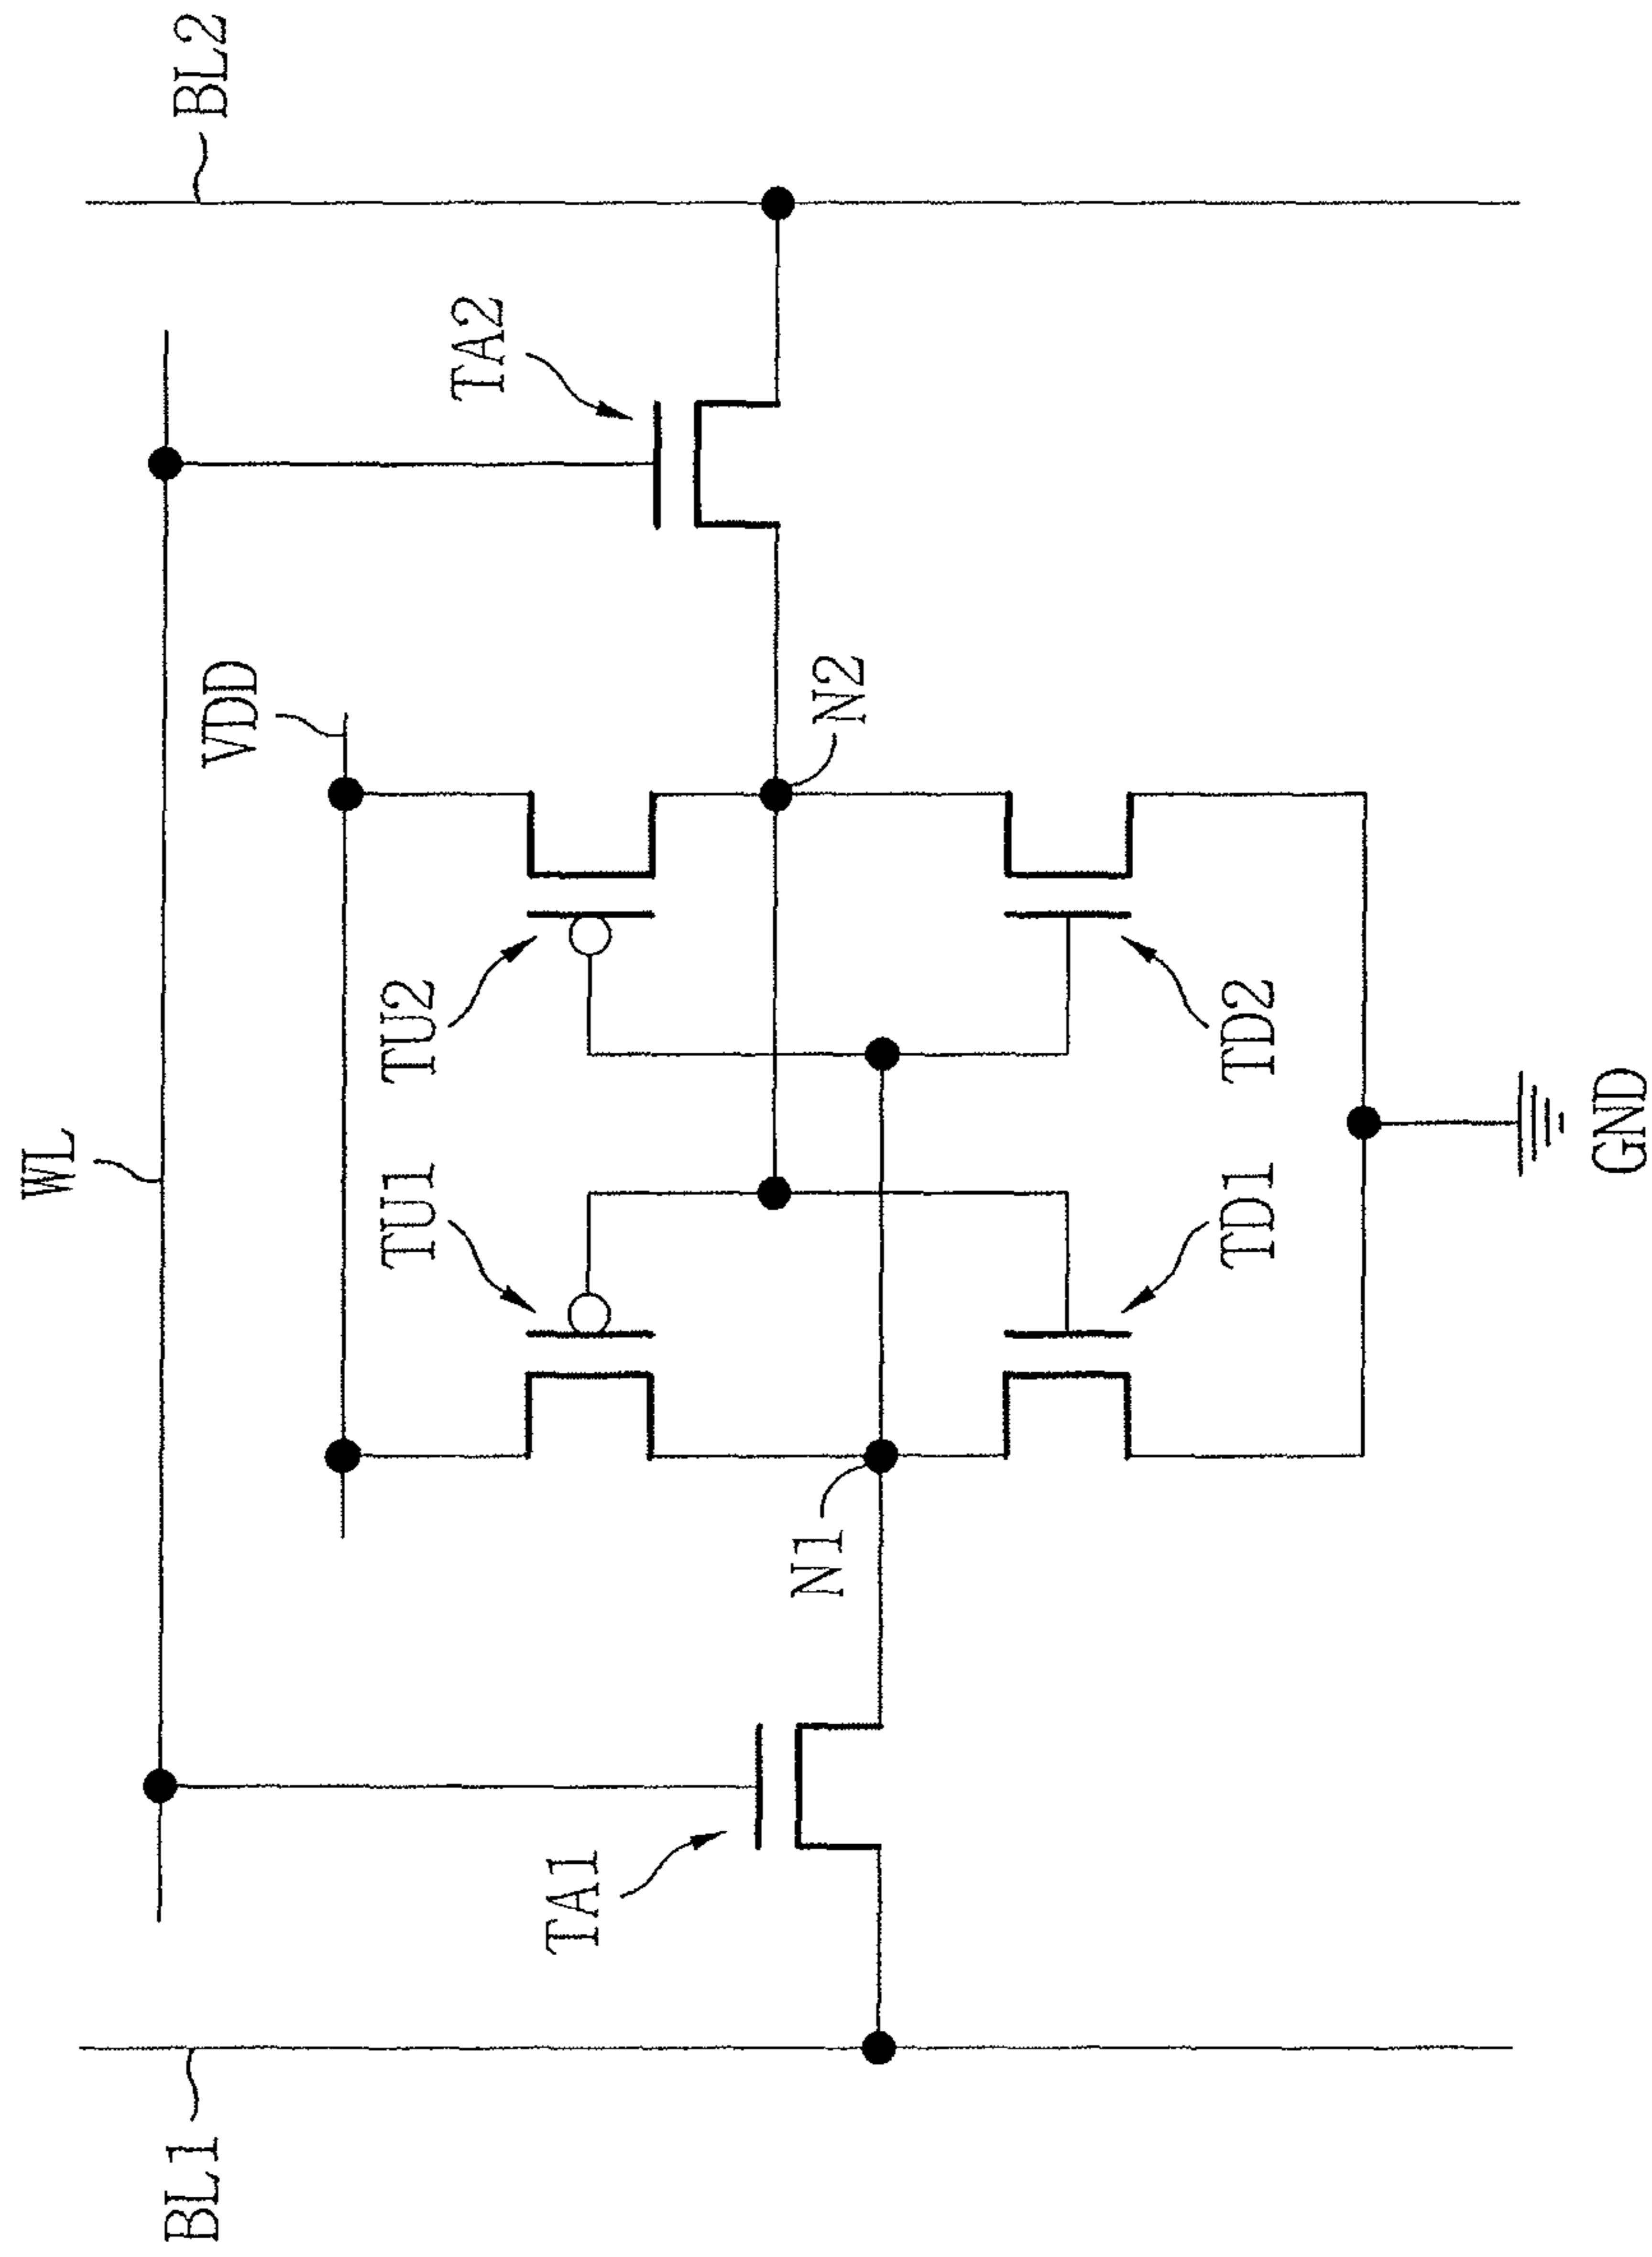 WL
BL1
BL2
VDD
TA1
TA2
TU1
TU2
N1
N2
TD1
TD2
GND